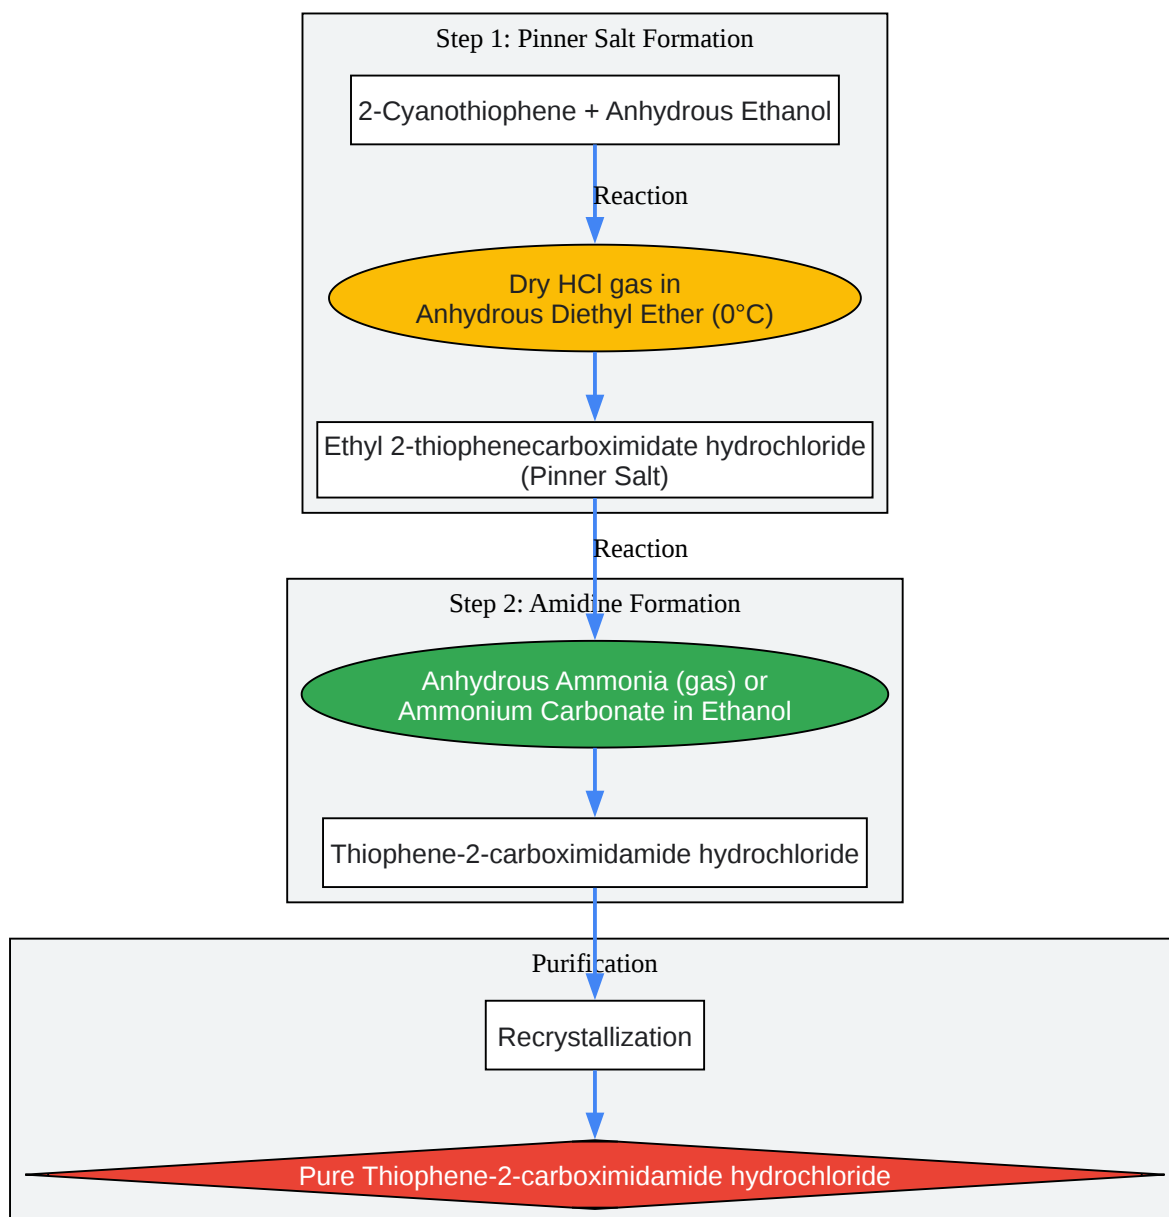 Step 1: Pinner Salt Formation
2-Cyanothiophene + Anhydrous Ethanol
Reaction
Dry HCl gas in
Anhydrous Diethyl Ether (0°C)
Ethyl 2-thiophenecarboximidate hydrochloride
(Pinner Salt)
Reaction
Step 2: Amidine Formation
Anhydrous Ammonia (gas) or
Ammonium Carbonate in Ethanol
Thiophene-2-carboximidamide hydrochloride
Purification
Recrystallization
Pure Thiophene-2-carboximidamide hydrochloride